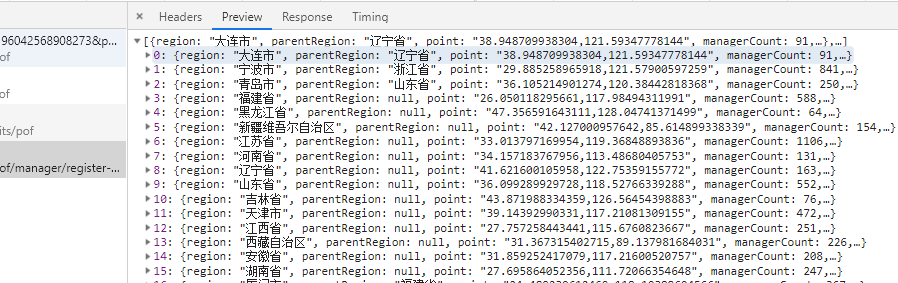 Headers Preview Response Timing
96042568908273&p…
of
of
its/pof
of/manager/register-…
[{region: "大连市", parentRegion: "辽宁省", point: "38.948709938304,121.59347778144", managerCount: 91,…},…]
0: {region: "大连市", parentRegion: "辽宁省", point: "38.948709938304,121.59347778144", managerCount: 91,…}
1: {region: "宁波市", parentRegion: "浙江省", point: "29.885258965918,121.57900597259", managerCount: 841,…}
2: {region: "青岛市", parentRegion: "山东省", point: "36.105214901274,120.38442818368", managerCount: 250,…}
3: {region: "福建省", parentRegion: null, point: "26.050118295661,117.98494311991", managerCount: 588,…}
4: {region: "黑龙江省", parentRegion: null, point: "47.356591643111,128.04741371499", managerCount: 64,…}
5: {region: "新疆维吾尔自治区", parentRegion: null, point: "42.127000957642,85.614899338339", managerCount: 154,…}
6: {region: "江苏省", parentRegion: null, point: "33.013797169954,119.36848893836", managerCount: 1106,…}
7: {region: "河南省", parentRegion: null, point: "34.157183767956,113.48680405753", managerCount: 131,…}
8: {region: "辽宁省", parentRegion: null, point: "41.621600105958,122.75359155772", managerCount: 163,…}
9: {region: "山东省", parentRegion: null, point: "36.099289929728,118.52766339288", managerCount: 552,…}
10: {region: "吉林省", parentRegion: null, point: "43.871988334359,126.56454398883", managerCount: 76,…}
11: {region: "天津市", parentRegion: null, point: "39.14392990331,117.21081309155", managerCount: 472,…}
12: {region: "江西省", parentRegion: null, point: "27.757258443441,115.6760823667", managerCount: 251,…}
13: {region: "西藏自治区", parentRegion: null, point: "31.367315402715,89.137981684031", managerCount: 226,…}
14: {region: "安徽省", parentRegion: null, point: "31.859252417079,117.21600520757", managerCount: 208,…}
15: {region: "湖南省", parentRegion: null, point: "27.695864052356,111.72066354648", managerCount: 247,…}